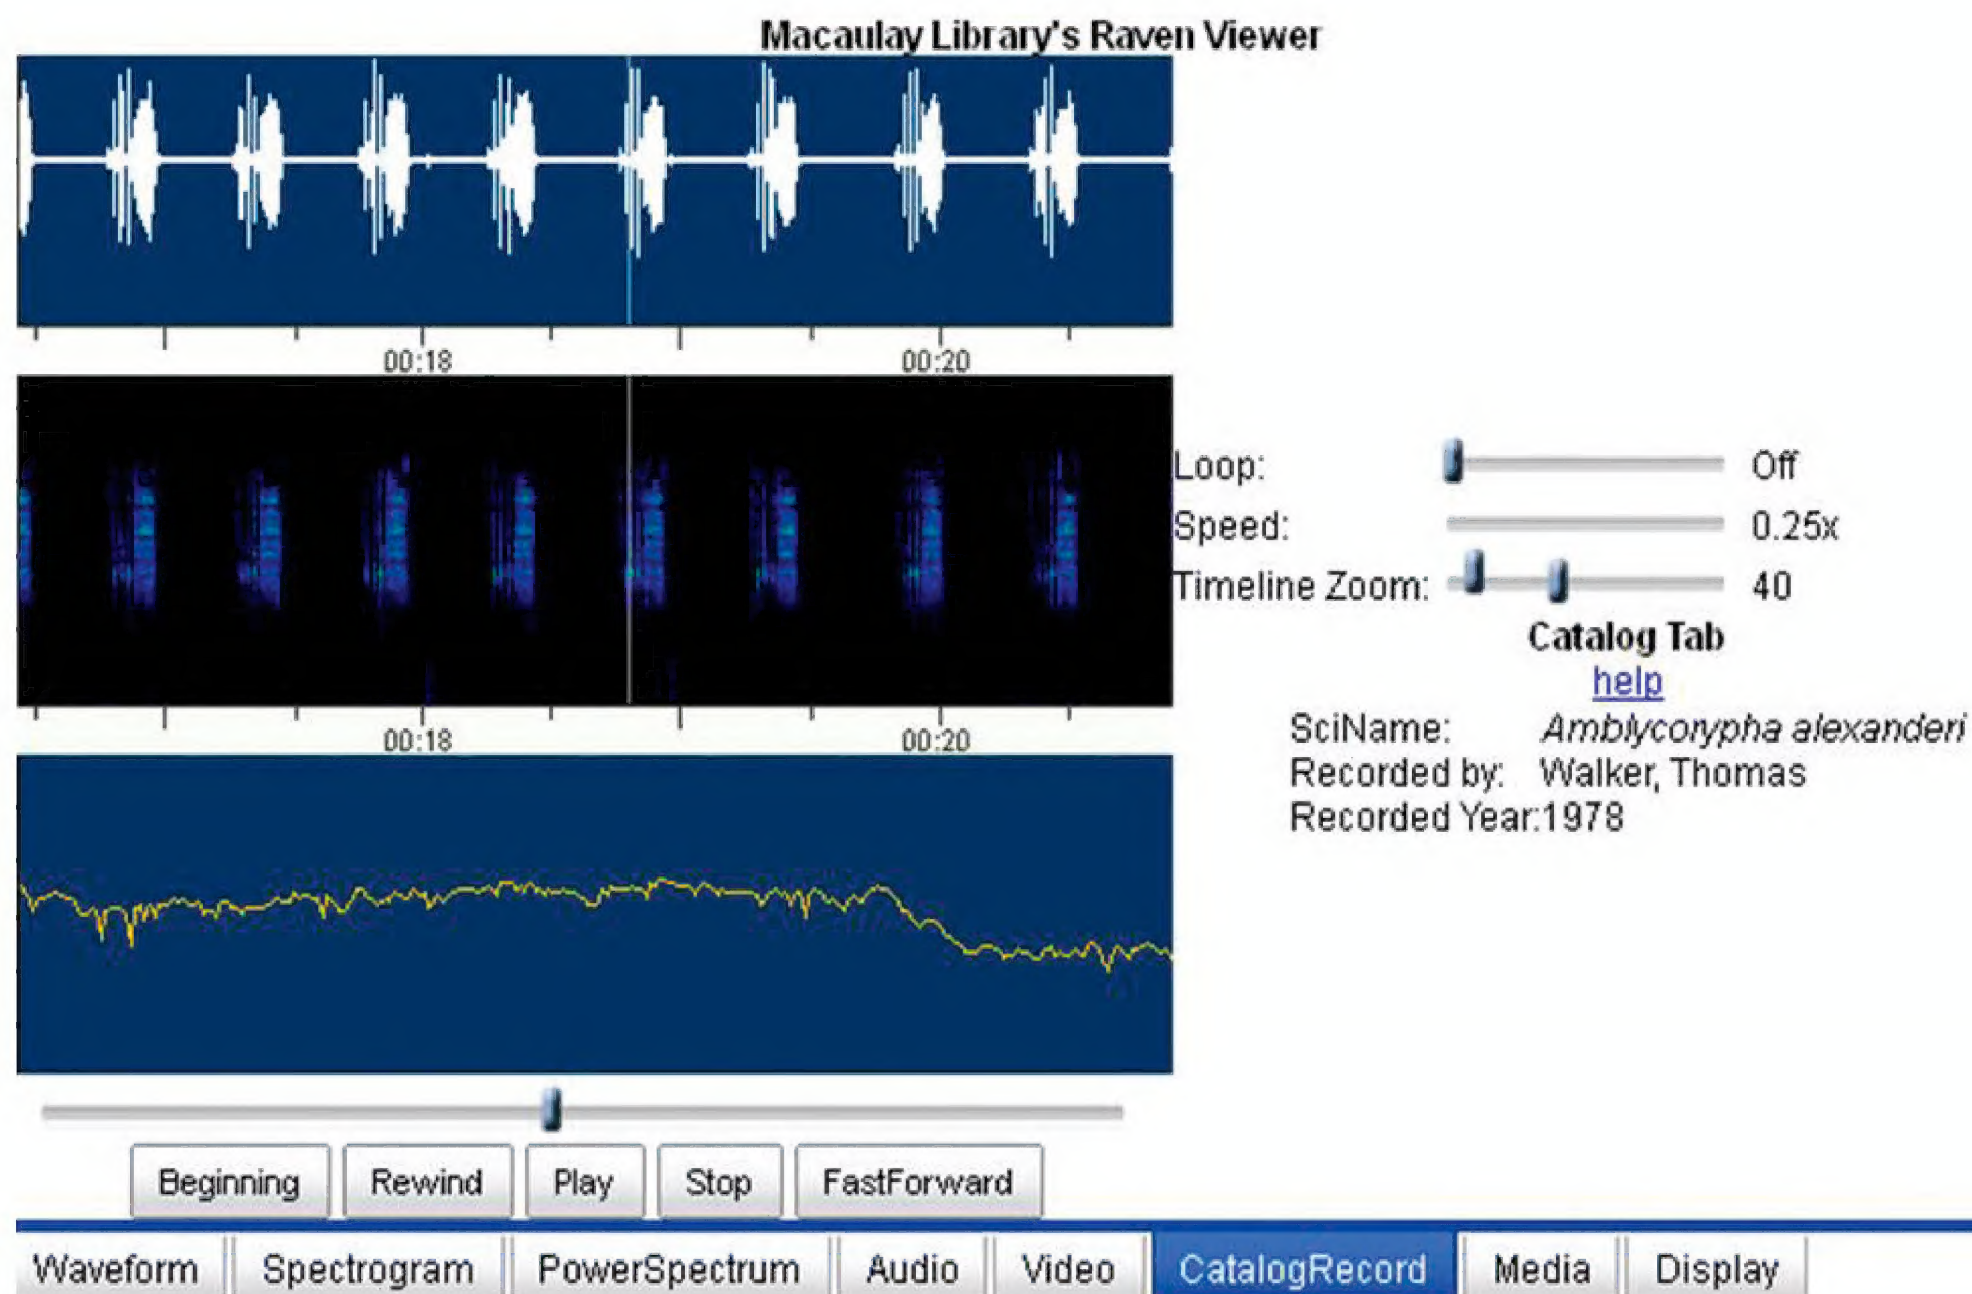 Macaulay Library's Raven Viewer
00:18 00:20
Loop: Off
Speed: 0.25x
Timeline Zoom: 40
Catalog Tab
help
SciName: Amblycorypha alexanderi
Recorded by: Walker, Thomas
Recorded Year:1978
00:18 00:20
Beginning Rewind Play Stop FastForward
Waveform Spectrogram PowerSpectrum Audio Video CatalogRecord Media Display